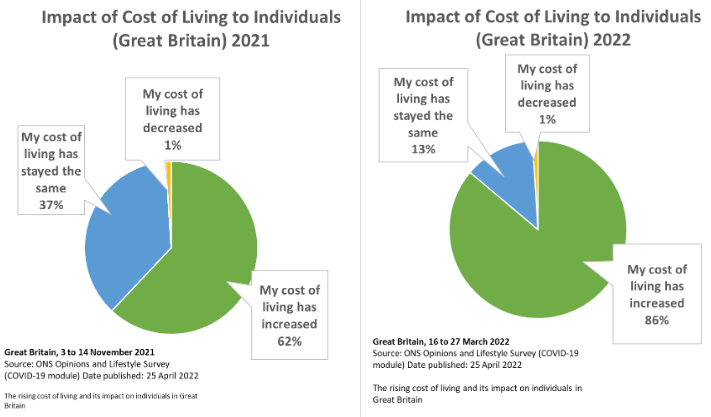 Impact of Cost of Living to Individuals
(Great Britain) 2021
My cost of
living has
decreased
1%
My cost of
living has
stayed the
same
37%
My cost of
living has
increased
62%
Great Britain, 3 to 14 November 2021
Source: ONS Opinions and Lifestyle Survey
(COVID-19 module) Date published: 25 April 2022
The rising cost of living and its impact on individuals in Great
Britain
Impact of Cost of Living to Individuals
(Great Britain) 2022
My cost of
living has
decreased
1%
My cost of
living has
stayed the
same
13%
My cost of
living has
increased
86%
Great Britain, 16 to 27 March 2022
Source: ONS Opinions and Lifestyle Survey (COVID-19
module) Date published: 25 April 2022
The rising cost of living and its impact on individuals in
Great Britain